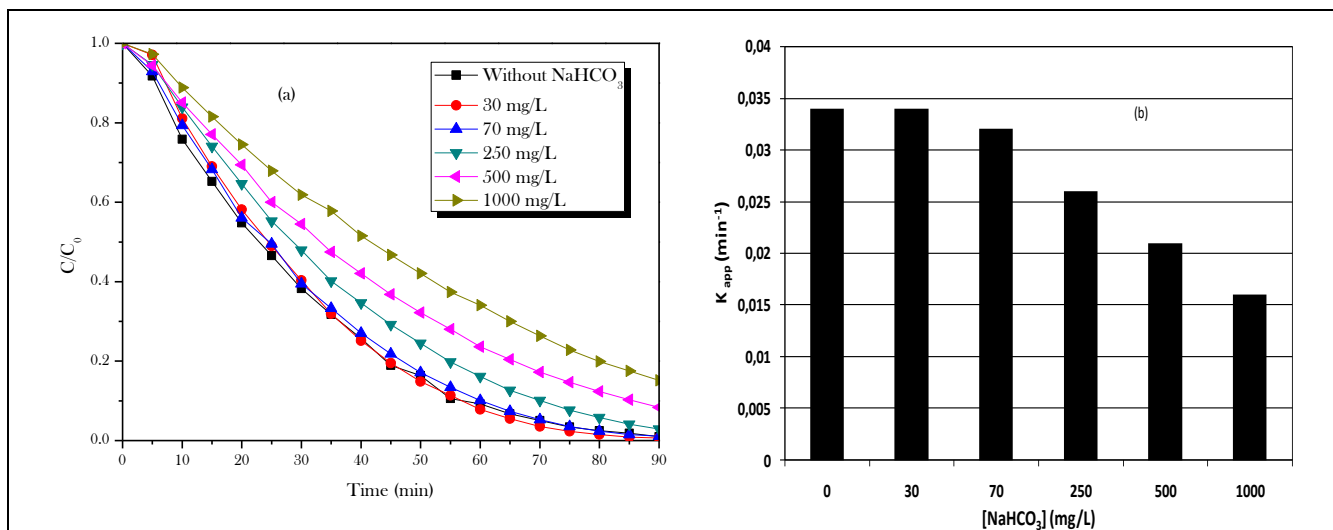 (a)
Without NaHCO3
30 mg/L
70 mg/L
250 mg/L
500 mg/L
1000 mg/L
1.0
0.8
0.6
0.4
0.2
0.0
C/C0
0 10 20 30 40 50 60 70 80 90
Time (min)
(b)
0,04
0,035
0,03
0,025
0,02
0,015
0,01
0,005
0
K app (min-1)
0 30 70 250 500 1000
[NaHCO3] (mg/L)